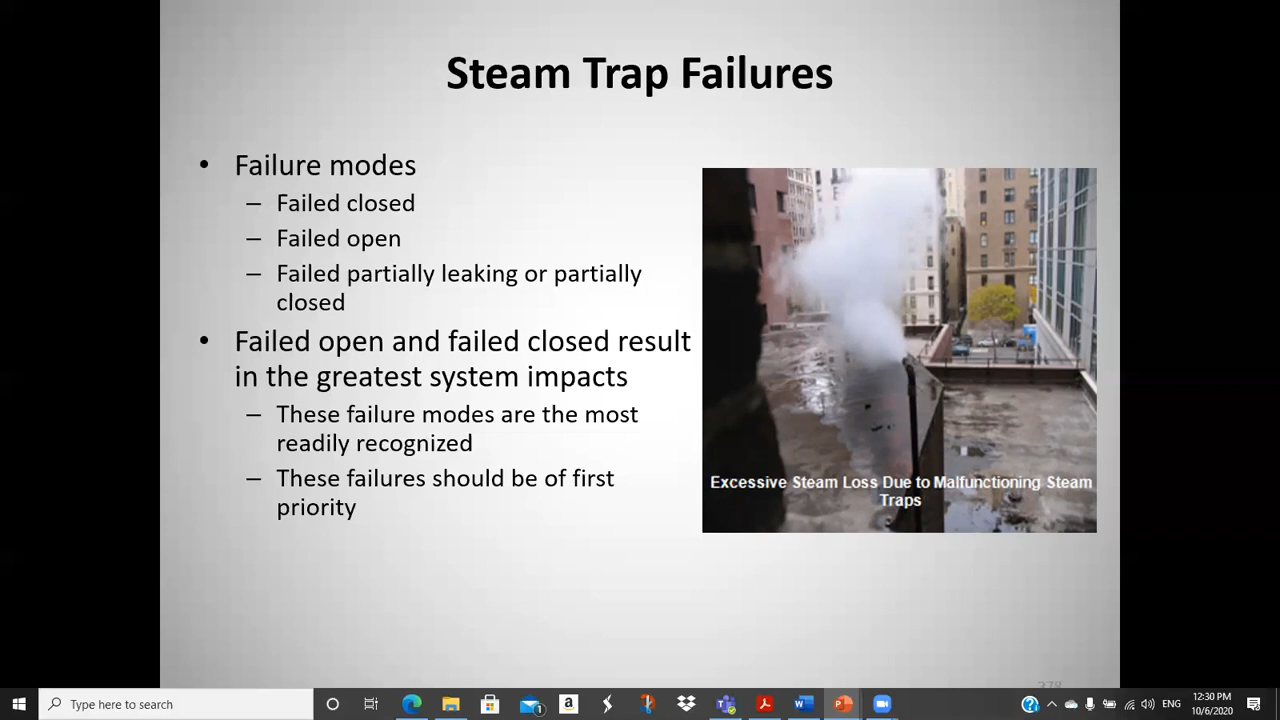 Steam Trap Failures
• Failure modes
– Failed closed
– Failed open
– Failed partially leaking or partially
closed
• Failed open and failed closed result
in the greatest system impacts
– These failure modes are the most
readily recognized
– These failures should be of first
priority
Excessive Steam Loss Due to Malfunctioning Steam
Traps
Type here to search
ENG
12:30 PM
10/6/2020